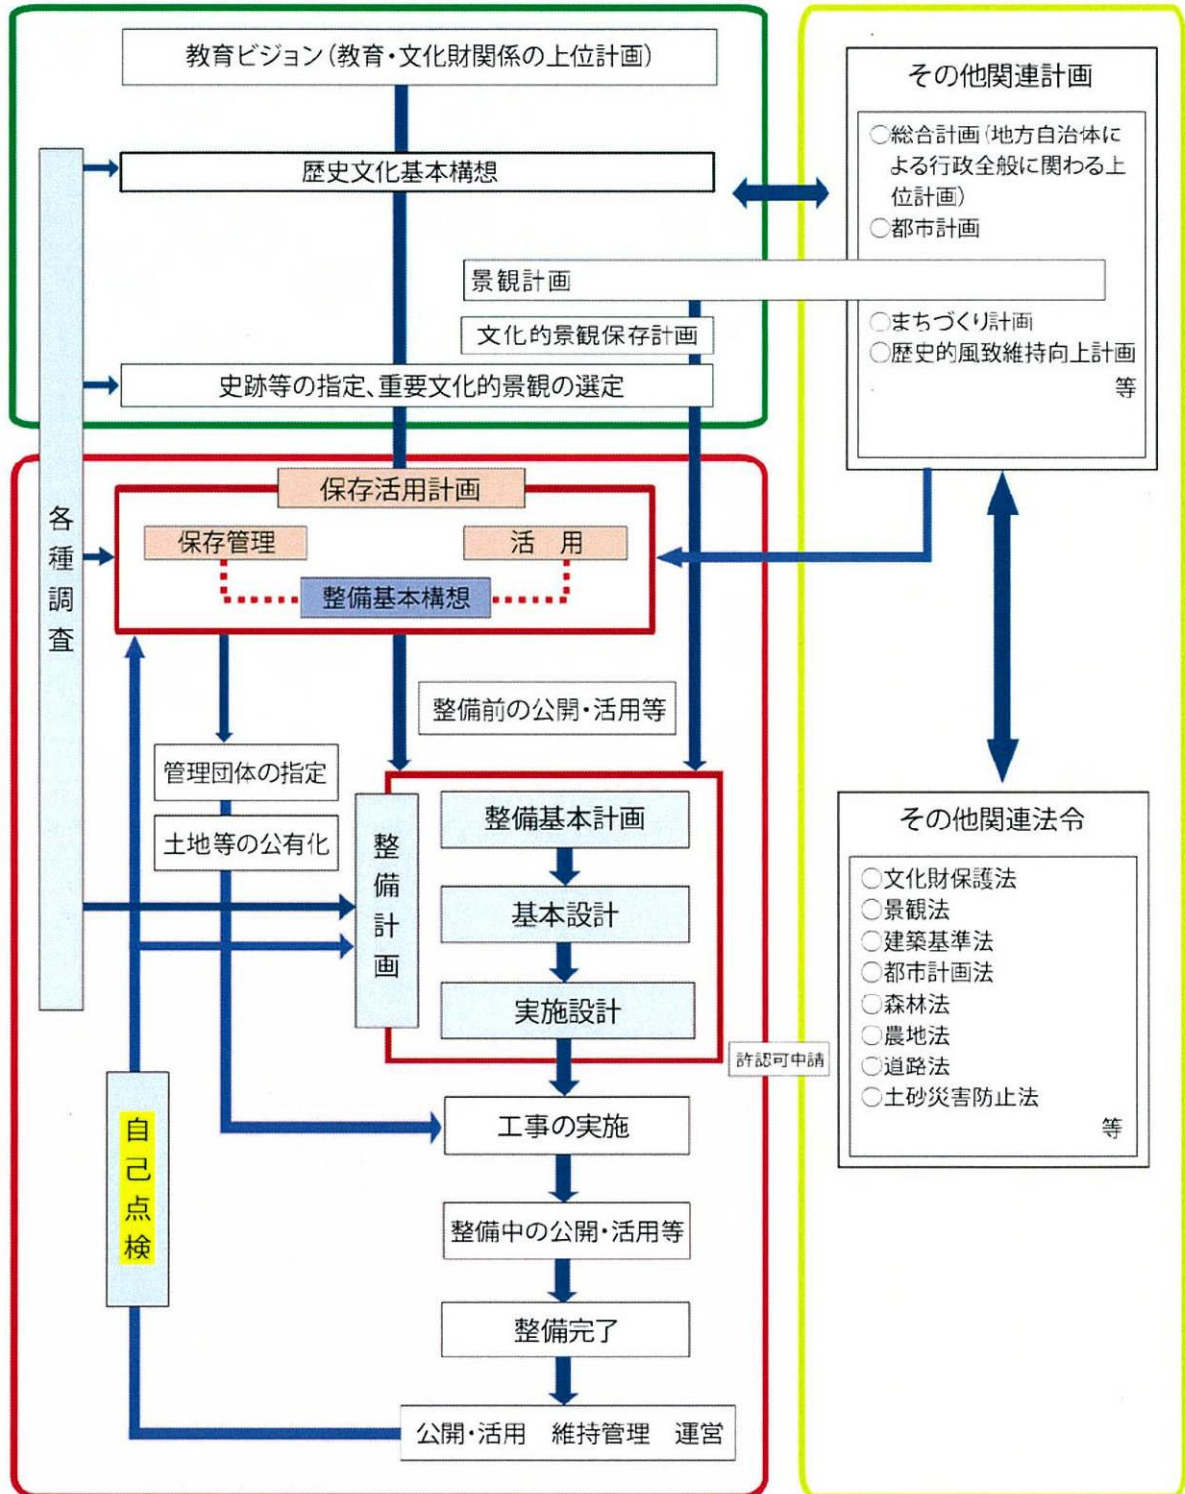 教育ビジョン(教育・文化財関係の上位計画)
歴史文化基本構想
景観計画
文化的景観保存計画
史跡等の指定、重要文化的景観の選定
各種調査
保存活用計画
保存管理
活　用
整備基本構想
整備前の公開・活用等
管理団体の指定
土地等の公有化
整備計画
整備基本計画
基本設計
実施設計
許認可申請
工事の実施
整備中の公開・活用等
整備完了
公開・活用　維持管理　運営
自己点検
その他関連計画
○総合計画(地方自治体に
よる行政全般に関わる上
位計画)
○都市計画
○まちづくり計画
○歴史的風致維持向上計画
等
その他関連法令
○文化財保護法
○景観法
○建築基準法
○都市計画法
○森林法
○農地法
○道路法
○土砂災害防止法
等